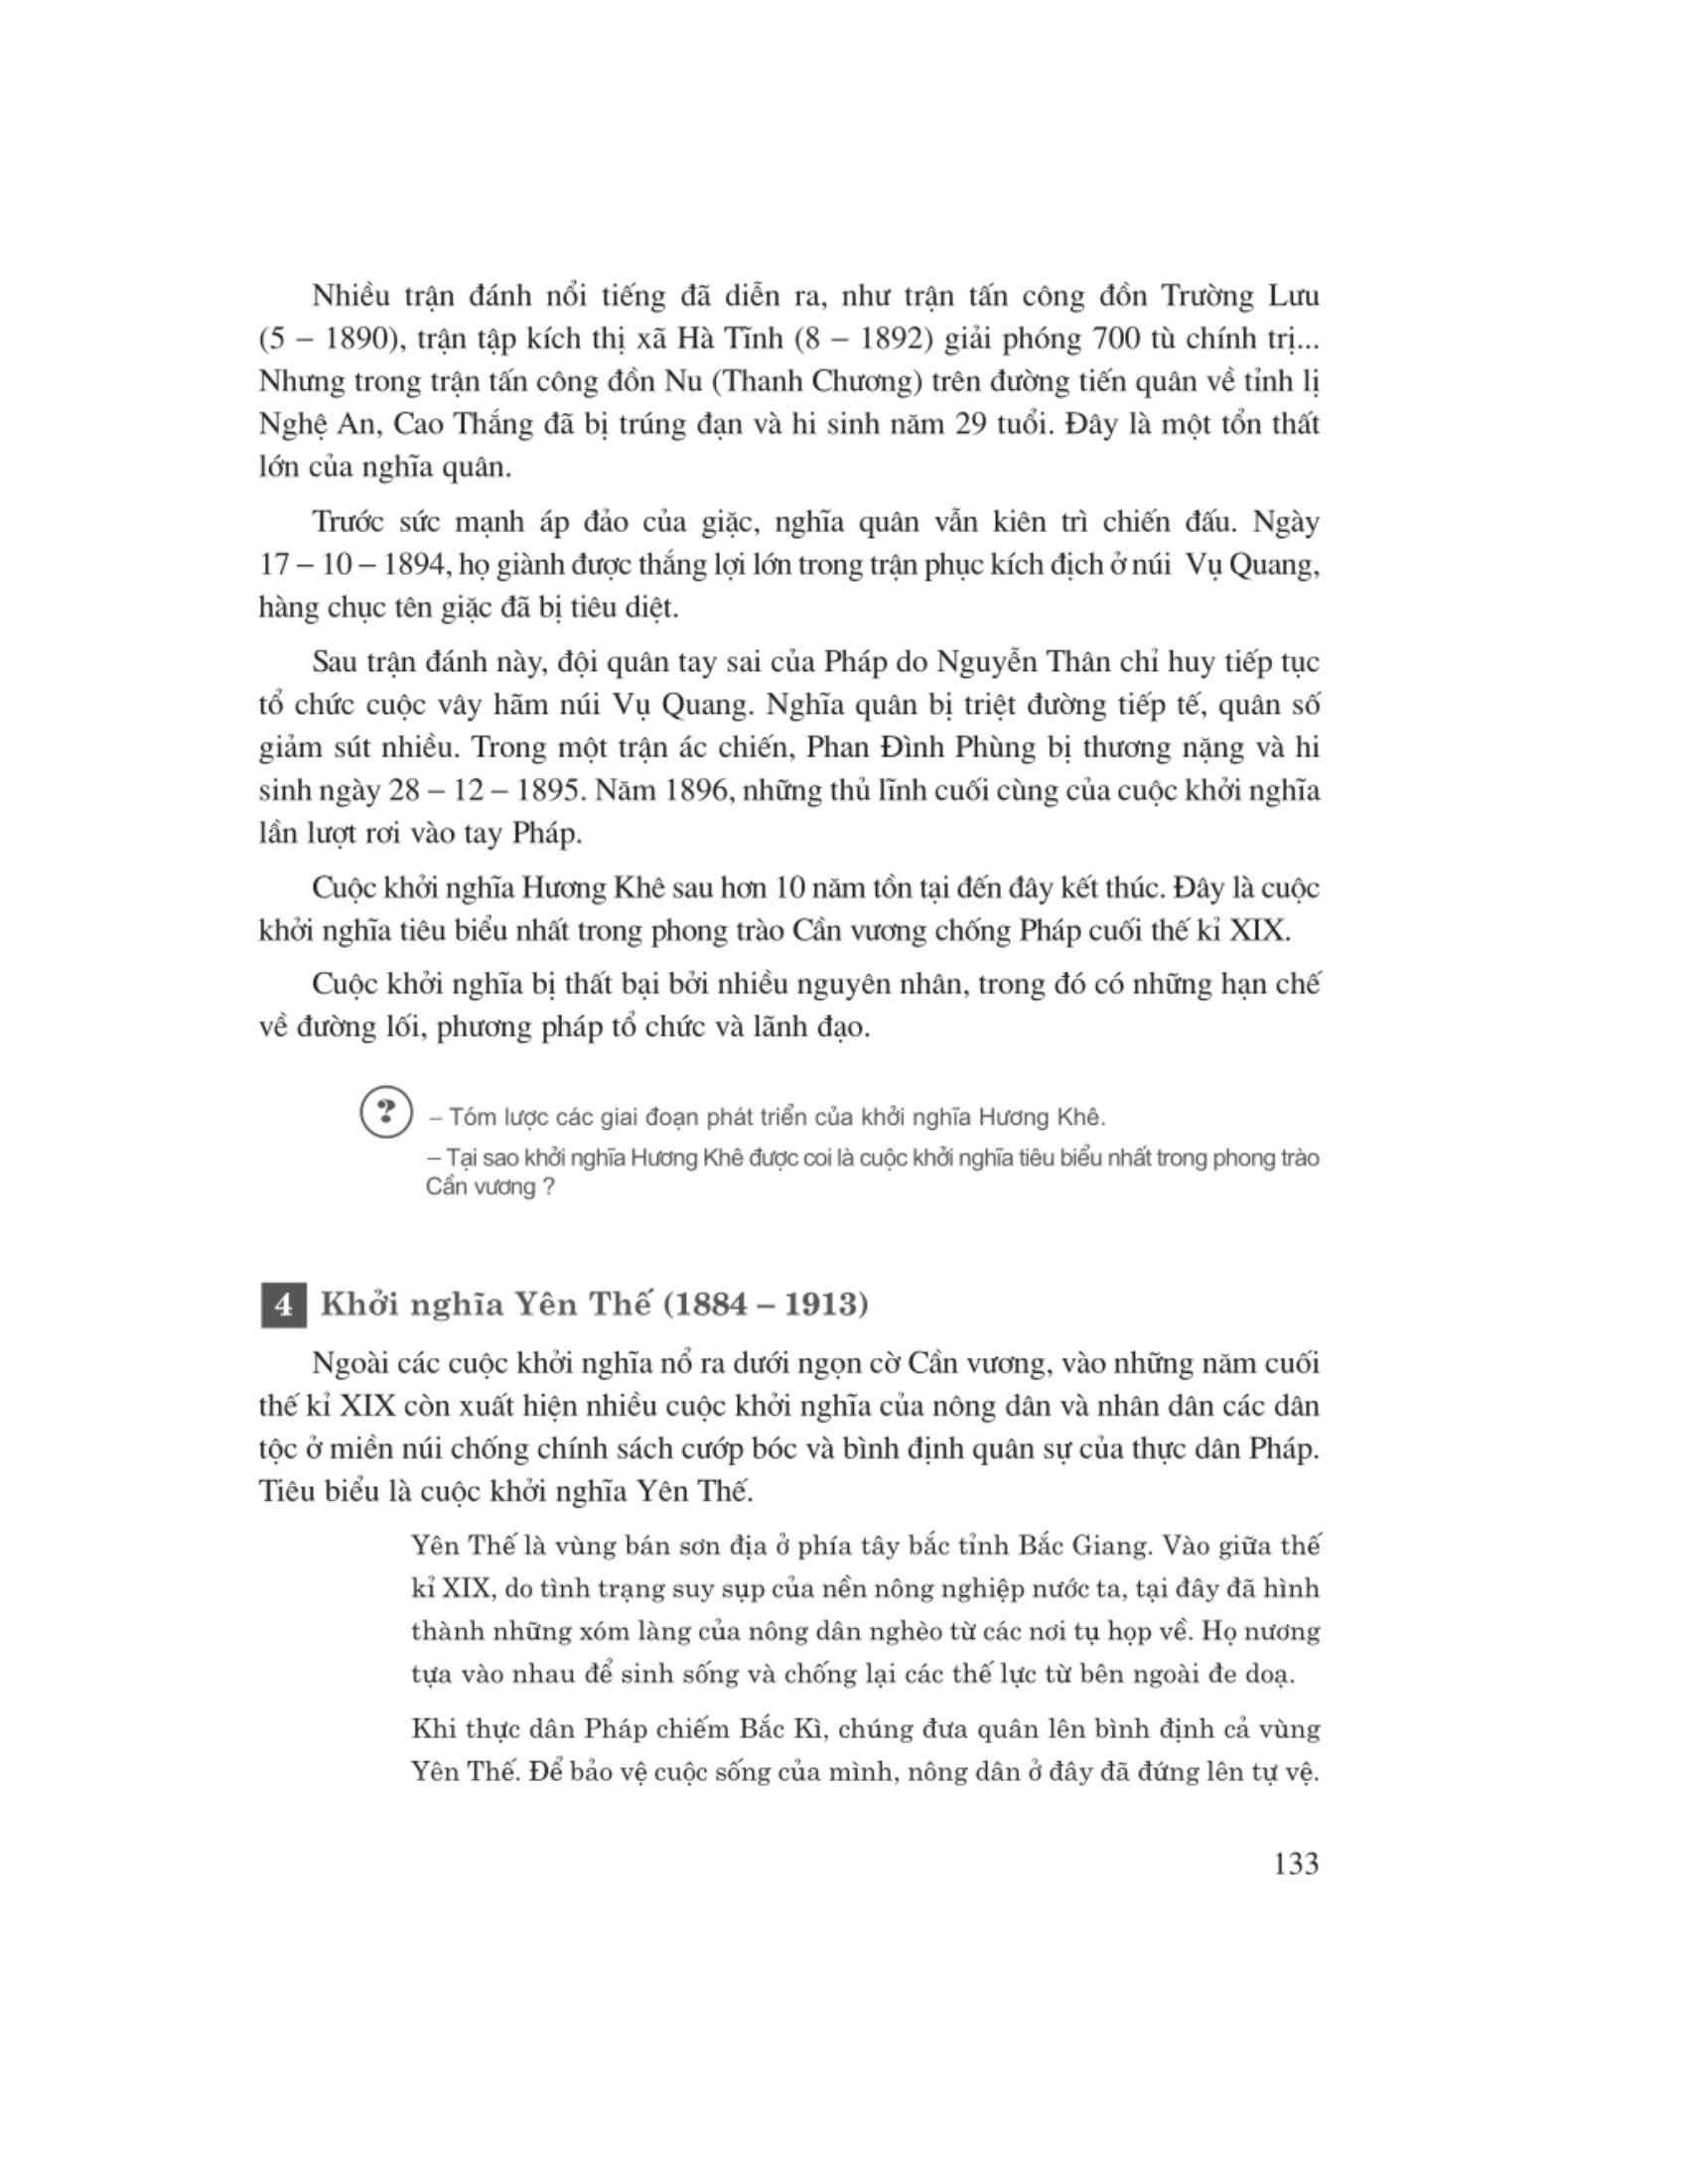 Nhiều trận đánh nổi tiếng đã diễn ra, như trận tấn công đồn Trường Lưu
(5 – 1890), trận tập kích thị xã Hà Tĩnh (8 – 1892) giải phóng 700 tù chính trị...
Nhưng trong trận tấn công đồn Nu (Thanh Chương) trên đường tiến quân về tỉnh lị
Nghệ An, Cao Thắng đã bị trúng đạn và hi sinh năm 29 tuổi. Đây là một tổn thất
lớn của nghĩa quân.
Trước sức mạnh áp đảo của giặc, nghĩa quân vẫn kiên trì chiến đấu. Ngày
17 – 10 – 1894, họ giành được thắng lợi lớn trong trận phục kích địch ở núi Vụ Quang,
hàng chục tên giặc đã bị tiêu diệt.
Sau trận đánh này, đội quân tay sai của Pháp do Nguyễn Thân chỉ huy tiếp tục
tổ chức cuộc vây hãm núi Vụ Quang. Nghĩa quân bị triệt đường tiếp tế, quân số
giảm sút nhiều. Trong một trận ác chiến, Phan Đình Phùng bị thương nặng và hi
sinh ngày 28 – 12 – 1895. Năm 1896, những thủ lĩnh cuối cùng của cuộc khởi nghĩa
lần lượt rơi vào tay Pháp.
Cuộc khởi nghĩa Hương Khê sau hơn 10 năm tồn tại đến đây kết thúc. Đây là cuộc
khởi nghĩa tiêu biểu nhất trong phong trào Cần vương chống Pháp cuối thế kỉ XIX.
Cuộc khởi nghĩa bị thất bại bởi nhiều nguyên nhân, trong đó có những hạn chế
về đường lối, phương pháp tổ chức và lãnh đạo.
? – Tóm lược các giai đoạn phát triển của khởi nghĩa Hương Khê.
– Tại sao khởi nghĩa Hương Khê được coi là cuộc khởi nghĩa tiêu biểu nhất trong phong trào
Cần vương ?
4 Khởi nghĩa Yên Thế (1884 – 1913)
Ngoài các cuộc khởi nghĩa nổ ra dưới ngọn cờ Cần vương, vào những năm cuối
thế kỉ XIX còn xuất hiện nhiều cuộc khởi nghĩa của nông dân và nhân dân các dân
tộc ở miền núi chống chính sách cướp bóc và bình định quân sự của thực dân Pháp.
Tiêu biểu là cuộc khởi nghĩa Yên Thế.
Yên Thế là vùng bán sơn địa ở phía tây bắc tỉnh Bắc Giang. Vào giữa thế
kỉ XIX, do tình trạng suy sụp của nền nông nghiệp nước ta, tại đây đã hình
thành những xóm làng của nông dân nghèo từ các nơi tụ họp về. Họ nương
tựa vào nhau để sinh sống và chống lại các thế lực từ bên ngoài đe doạ.
Khi thực dân Pháp chiếm Bắc Kì, chúng đưa quân lên bình định cả vùng
Yên Thế. Để bảo vệ cuộc sống của mình, nông dân ở đây đã đứng lên tự vệ.
133